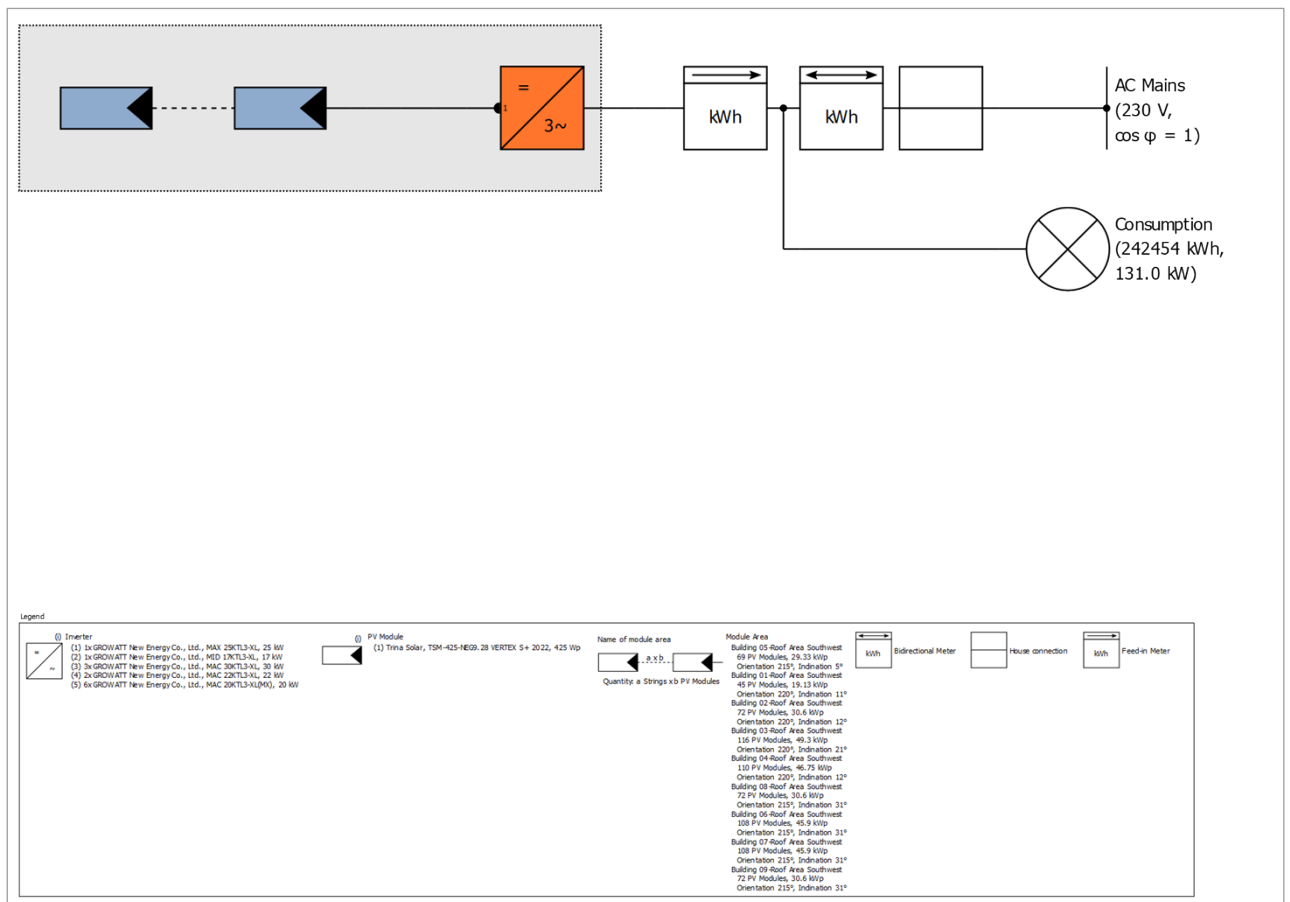 =
1
3~
kWh
kWh
AC Mains
(230 V,
cos φ = 1)
Consumption
(242454 kWh,
131.0 kW)
Legend
=
~
(i) Inverter
(1) 1x GROWATT New Energy Co., Ltd., MAX 25KTL3-XL, 25 kW
(2) 1x GROWATT New Energy Co., Ltd., MID 17KTL3-XL, 17 kW
(3) 3x GROWATT New Energy Co., Ltd., MAC 30KTL3-XL, 30 kW
(4) 2x GROWATT New Energy Co., Ltd., MAC 22KTL3-XL, 22 kW
(5) 6x GROWATT New Energy Co., Ltd., MAC 20KTL3-XL(MX), 20 kW
(i) PV Module
(1) Trina Solar, TSM-425-NEG9.28 VERTEX S+ 2022, 425 Wp
Name of module area
a x b
Quantity: a Strings x b PV Modules
Module Area
Building 05-Roof Area Southwest
69 PV Modules, 29.33 kWp
Orientation 215°, Inclination 5°
Building 01-Roof Area Southwest
45 PV Modules, 19.13 kWp
Orientation 220°, Inclination 11°
Building 02-Roof Area Southwest
72 PV Modules, 30.6 kWp
Orientation 220°, Inclination 12°
Building 03-Roof Area Southwest
116 PV Modules, 49.3 kWp
Orientation 220°, Inclination 21°
Building 04-Roof Area Southwest
110 PV Modules, 46.75 kWp
Orientation 220°, Inclination 12°
Building 08-Roof Area Southwest
72 PV Modules, 30.6 kWp
Orientation 215°, Inclination 31°
Building 06-Roof Area Southwest
108 PV Modules, 45.9 kWp
Orientation 215°, Inclination 31°
Building 07-Roof Area Southwest
108 PV Modules, 45.9 kWp
Orientation 215°, Inclination 31°
Building 09-Roof Area Southwest
72 PV Modules, 30.6 kWp
Orientation 215°, Inclination 31°
kWh
Bidirectional Meter
House connection
kWh
Feed-in Meter